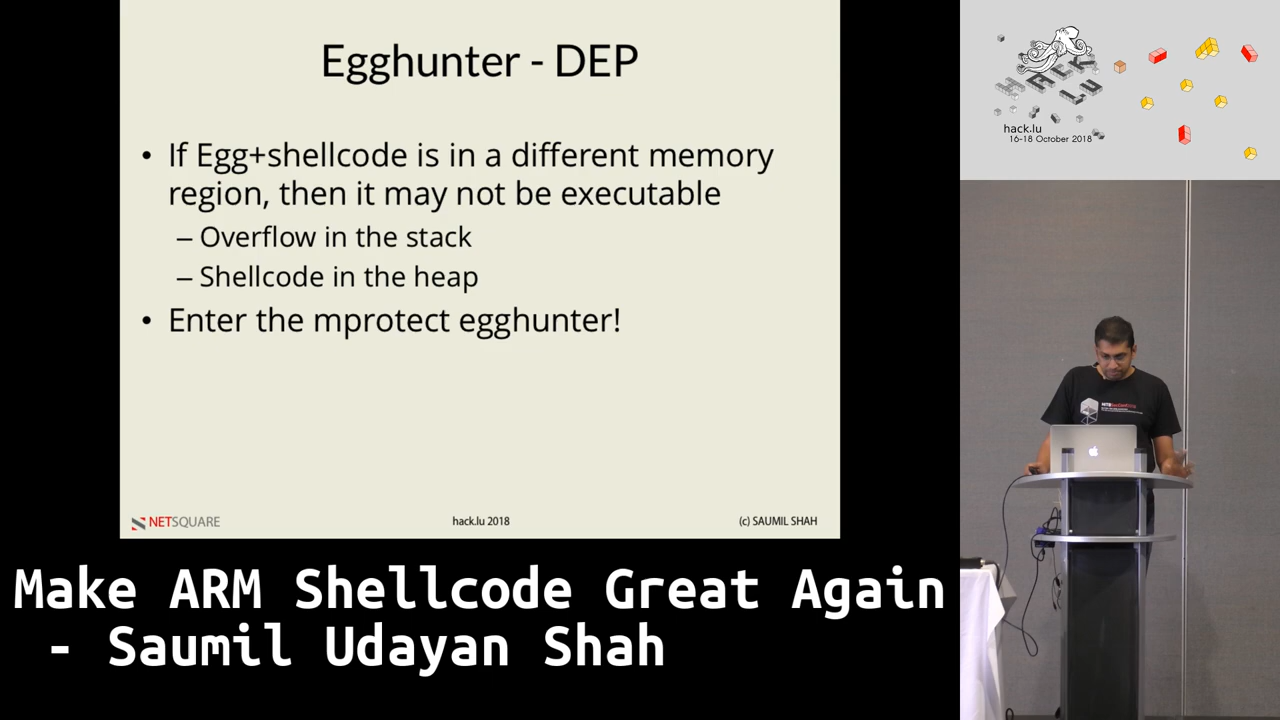 Egghunter - DEP
• If Egg+shellcode is in a different memory
region, then it may not be executable
– Overflow in the stack
– Shellcode in the heap
• Enter the mprotect egghunter!
NETSQUARE
hack.lu 2018
(c) SAUMIL SHAH
Make ARM Shellcode Great Again
- Saumil Udayan Shah
HACK
LU
hack.lu
16-18 October 2018